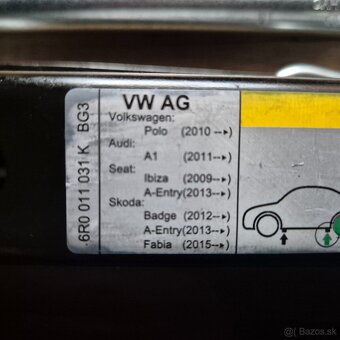 6R0 011 031 K BG3
VW AG
Volkswagen:
Polo (2010-->)
Audi:
A1 (2011-->)
Seat:
Ibiza (2009-->)
A-Entry(2013-->)
Skoda:
Badge (2012-->)
A-Entry(2013-->)
Fabia (2015-->)
Bazos.sk